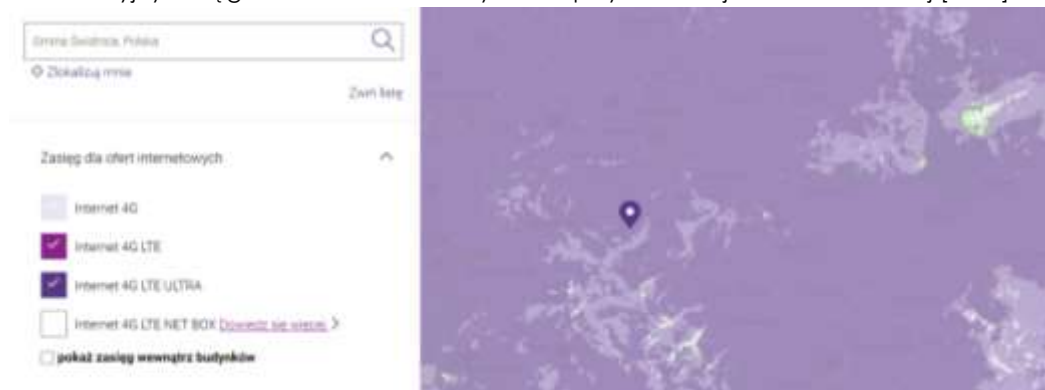 Gmina Świdnica, Polska
Zlokalizuj mnie
Zwiń listę
Zasięg dla ofert internetowych
Internet 4G
Internet 4G LTE
Internet 4G LTE ULTRA
Internet 4G LTE NET BOX Dowiedz się więcej >
pokaż zasięg wewnątrz budynków